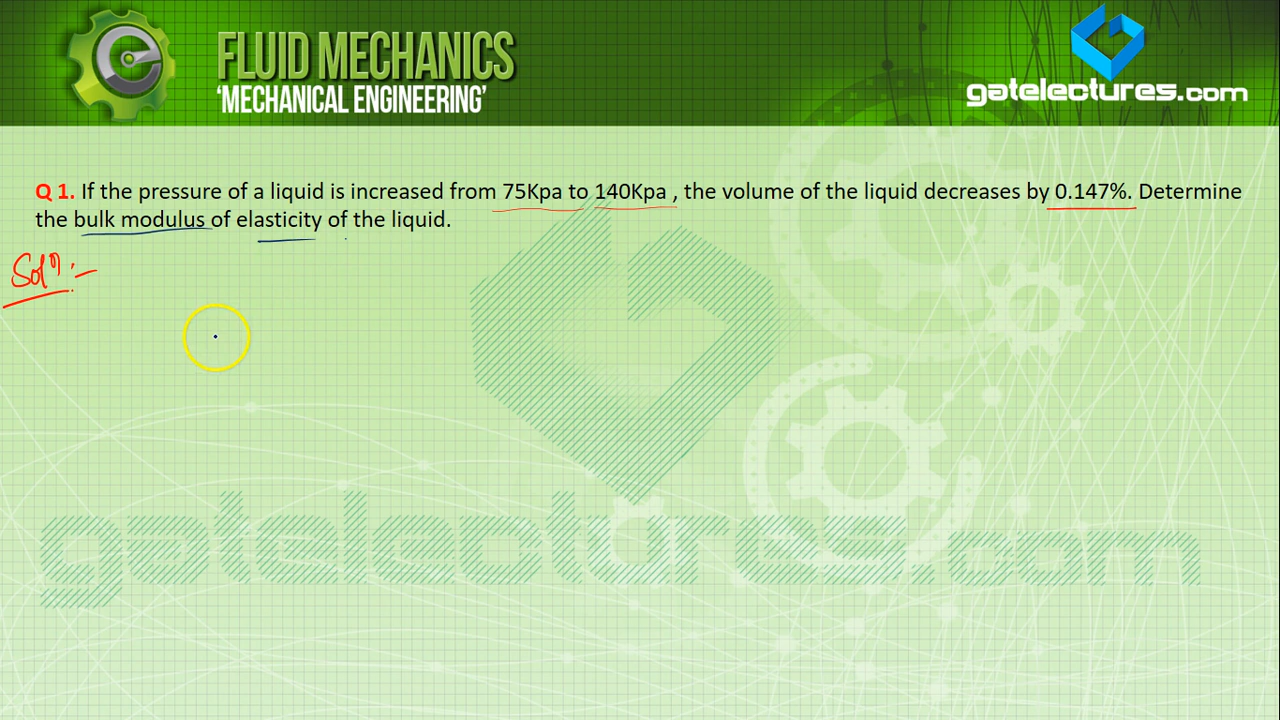 FLUID MECHANICS
'MECHANICAL ENGINEERING'
gatelectures.com
Q 1. If the pressure of a liquid is increased from 75Kpa to 140Kpa , the volume of the liquid decreases by 0.147%. Determine
the bulk modulus of elasticity of the liquid.
Solⁿ :-
gatelectures.com